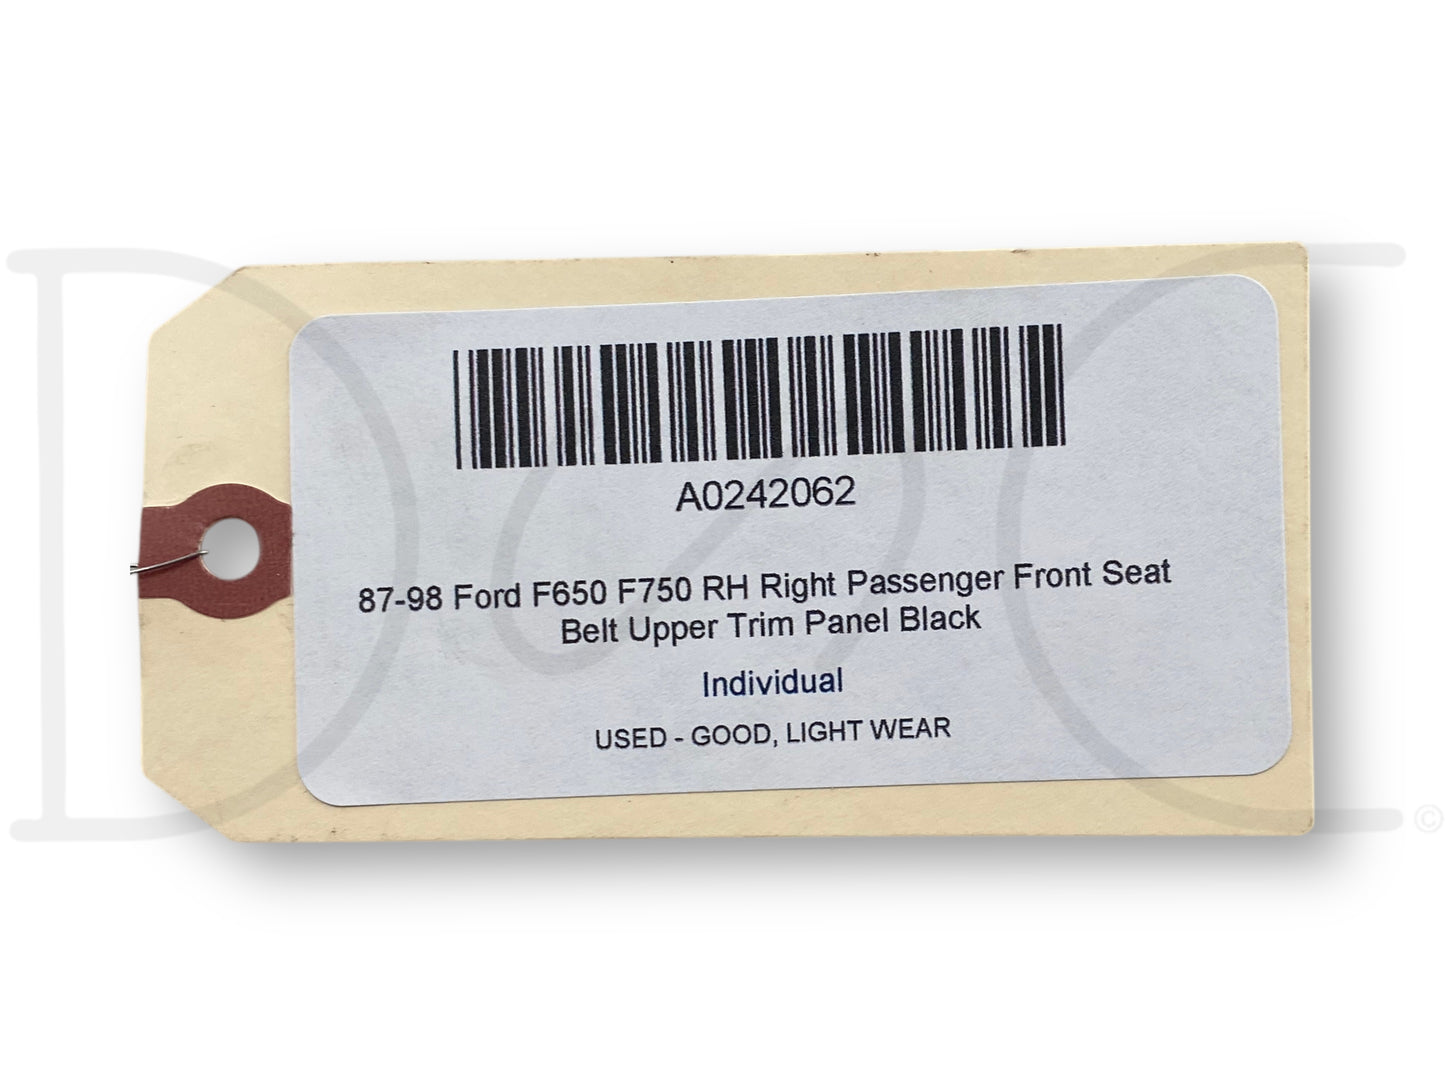 A0242062
87-98 Ford F650 F750 RH Right Passenger Front Seat
Belt Upper Trim Panel Black
Individual
USED - GOOD, LIGHT WEAR
D C
©